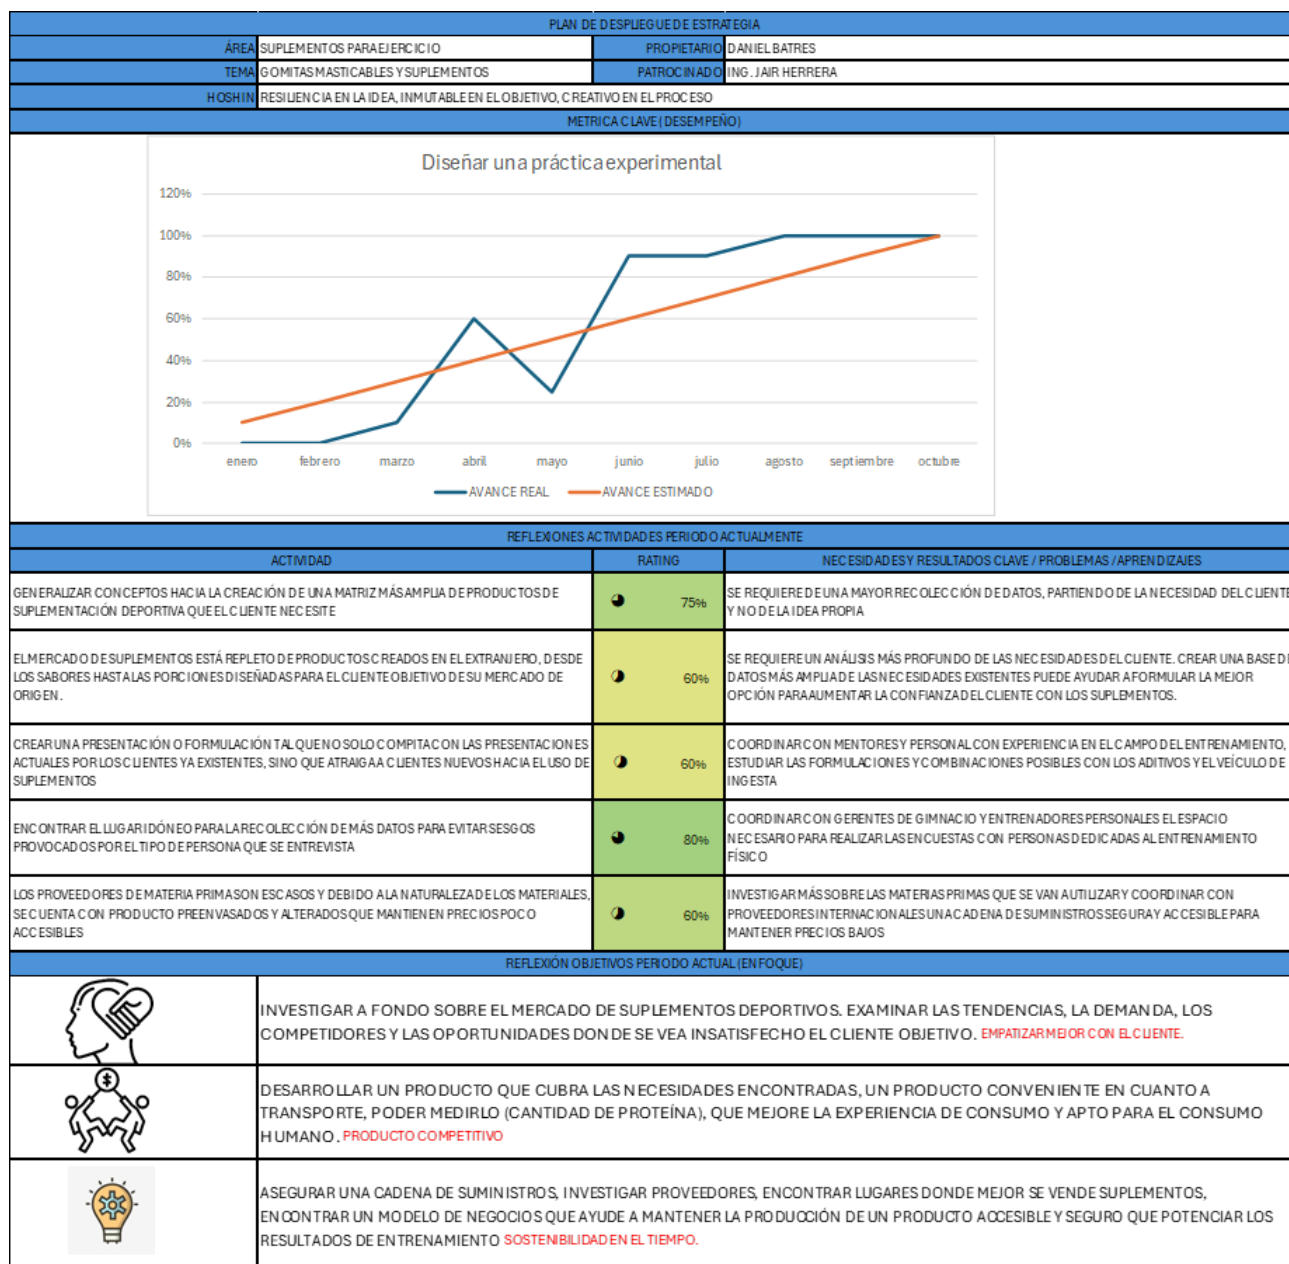 PLAN DE DESPLIEGUE DE ESTRATEGIA
ÁREA SUPLEMENTOS PARA EJERCICIO PROPIETARIO DANIEL BATRES
TEMA GOMITAS MASTICABLES Y SUPLEMENTOS PATROCINADO ING. JAIR HERRERA
HOSHIN RESILIENCIA EN LA IDEA, INMUTABLE EN EL OBJETIVO, CREATIVO EN EL PROCESO
METRICA CLAVE (DESEMPEÑO)
Diseñar una práctica experimental
120%
100%
80%
60%
40%
20%
0%
enero febrero marzo abril mayo junio julio agosto septiembre octubre
AVANCE REAL AVANCE ESTIMADO
REFLEXIONES ACTIVIDADES PERIODO ACTUALMENTE
ACTIVIDAD RATING NECESIDADES Y RESULTADOS CLAVE / PROBLEMAS / APRENDIZAJES
GENERALIZAR CONCEPTOS HACIA LA CREACIÓN DE UNA MATRIZ MÁS AMPLIA DE PRODUCTOS DE
SUPLEMENTACIÓN DEPORTIVA QUE EL CLIENTE NECESITE
75%
SE REQUIERE DE UNA MAYOR RECOLECCIÓN DE DATOS, PARTIENDO DE LA NECESIDAD DEL CLIENTE
Y NO DE LA IDEA PROPIA
EL MERCADO DE SUPLEMENTOS ESTÁ REPLETO DE PRODUCTOS CREADOS EN EL EXTRANJERO, DESDE
LOS SABORES HASTA LAS PORCIONES DISEÑADAS PARA EL CLIENTE OBJETIVO DE SU MERCADO DE
ORIGEN.
60%
SE REQUIERE UN ANÁLISIS MÁS PROFUNDO DE LAS NECESIDADES DEL CLIENTE. CREAR UNA BASE DE
DATOS MÁS AMPLIA DE LAS NECESIDADES EXISTENTES PUEDE AYUDAR A FORMULAR LA MEJOR
OPCIÓN PARA AUMENTAR LA CONFIANZA DEL CLIENTE CON LOS SUPLEMENTOS.
CREAR UNA PRESENTACIÓN O FORMULACIÓN TAL QUE NO SOLO COMPITA CON LAS PRESENTACIONES
ACTUALES POR LOS CLIENTES YA EXISTENTES, SINO QUE ATRAIGA A CLIENTES NUEVOS HACIA EL USO DE
SUPLEMENTOS
60%
COORDINAR CON MENTORES Y PERSONAL CON EXPERIENCIA EN EL CAMPO DEL ENTRENAMIENTO,
ESTUDIAR LAS FORMULACIONES Y COMBINACIONES POSIBLES CON LOS ADITIVOS Y EL VEÍCULO DE
INGESTA
ENCONTRAR EL LUGAR IDÓNEO PARA LA RECOLECCIÓN DE MÁS DATOS PARA EVITAR SESGOS
PROVOCADOS POR EL TIPO DE PERSONA QUE SE ENTREVISTA
80%
COORDINAR CON GERENTES DE GIMNACIO Y ENTRENADORES PERSONALES EL ESPACIO
NECESARIO PARA REALIZAR LAS ENCUESTAS CON PERSONAS DEDICADAS AL ENTRENAMIENTO
FÍSICO
LOS PROVEEDORES DE MATERIA PRIMA SON ESCASOS Y DEBIDO A LA NATURALEZA DE LOS MATERIALES,
SE CUENTA CON PRODUCTO PREENVASADOS Y ALTERADOS QUE MANTIENEN PRECIOS POCO
ACCESIBLES
60%
INVESTIGAR MÁS SOBRE LAS MATERIAS PRIMAS QUE SE VAN A UTILIZAR Y COORDINAR CON
PROVEEDORES INTERNACIONALES UNA CADENA DE SUMINISTROS SEGURA Y ACCESIBLE PARA
MANTENER PRECIOS BAJOS
REFLEXIÓN OBJETIVOS PERIODO ACTUAL (ENFOQUE)
INVESTIGAR A FONDO SOBRE EL MERCADO DE SUPLEMENTOS DEPORTIVOS. EXAMINAR LAS TENDENCIAS, LA DEMANDA, LOS
COMPETIDORES Y LAS OPORTUNIDADES DONDE SE VEA INSATISFECHO EL CLIENTE OBJETIVO. EMPATIZAR MEJOR CON EL CLIENTE.
DESARROLLAR UN PRODUCTO QUE CUBRA LAS NECESIDADES ENCONTRADAS, UN PRODUCTO CONVENIENTE EN CUANTO A
TRANSPORTE, PODER MEDIRLO (CANTIDAD DE PROTEÍNA), QUE MEJORE LA EXPERIENCIA DE CONSUMO Y APTO PARA EL CONSUMO
HUMANO. PRODUCTO COMPETITIVO
ASEGURAR UNA CADENA DE SUMINISTROS, INVESTIGAR PROVEEDORES, ENCONTRAR LUGARES DONDE MEJOR SE VENDE SUPLEMENTOS,
ENCONTRAR UN MODELO DE NEGOCIOS QUE AYUDE A MANTENER LA PRODUCCIÓN DE UN PRODUCTO ACCESIBLE Y SEGURO QUE POTENCIAR LOS
RESULTADOS DE ENTRENAMIENTO SOSTENIBILIDAD EN EL TIEMPO.